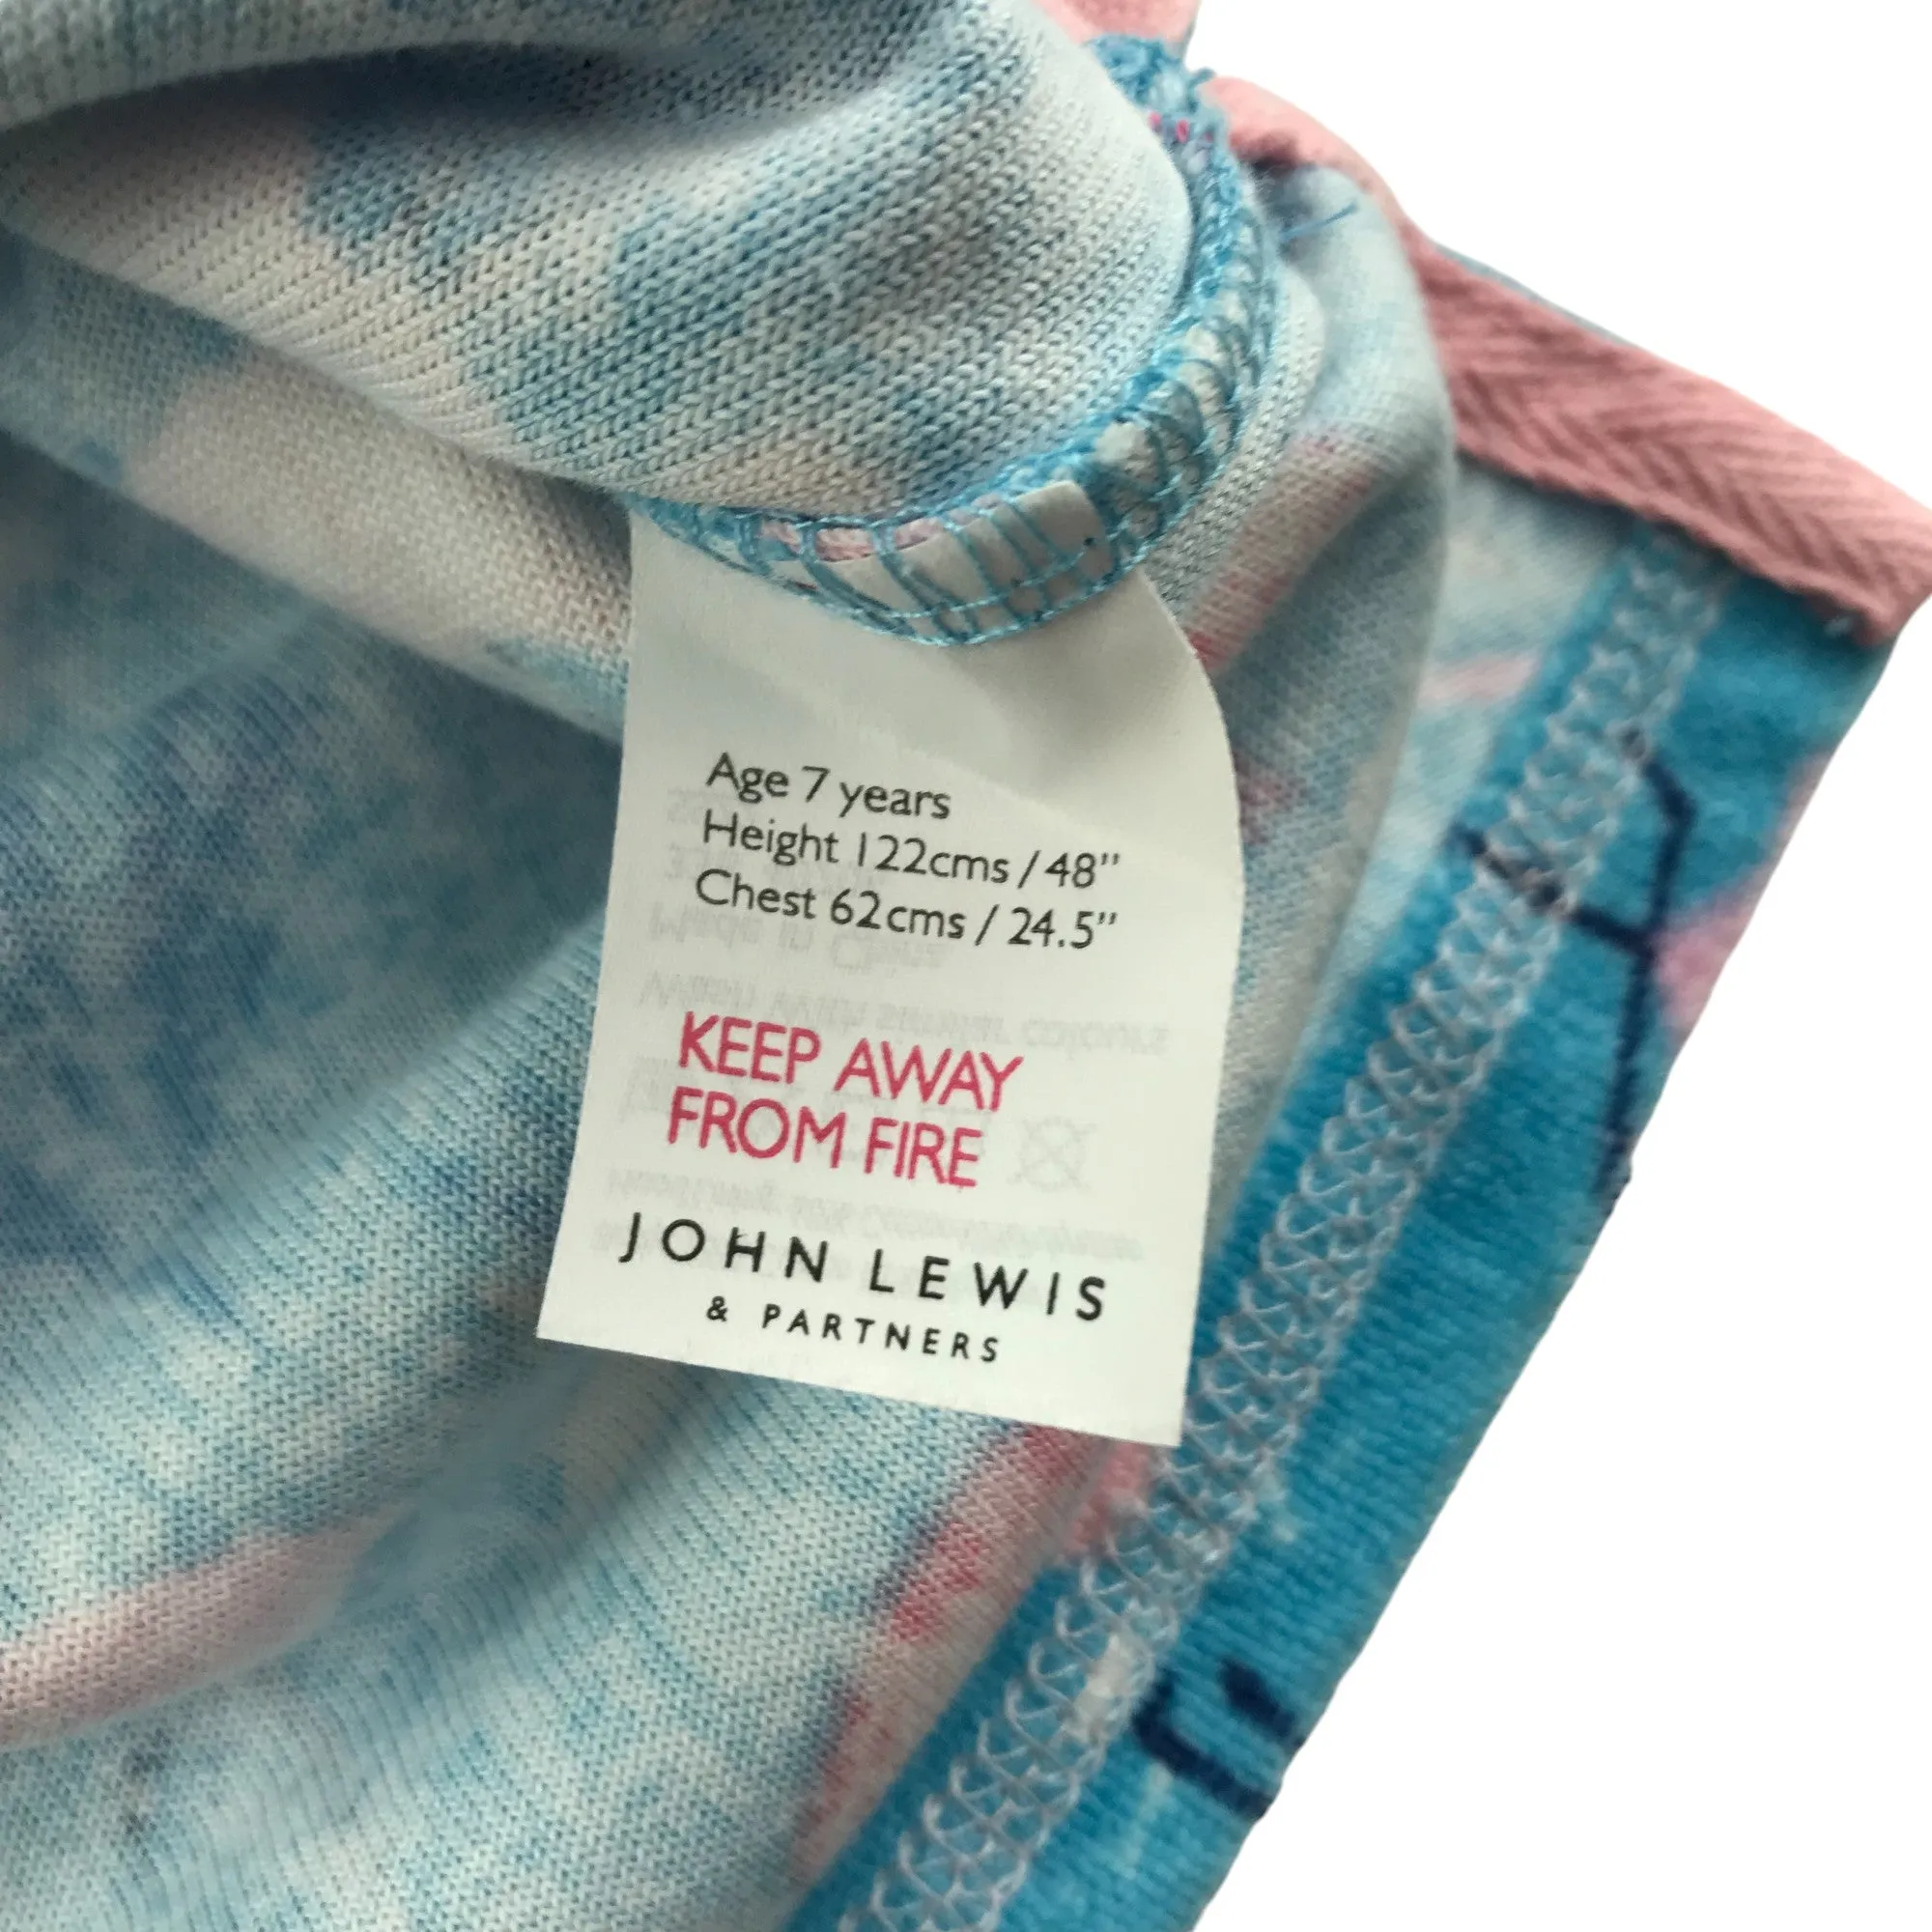 Age 7 years
Height 122cms / 48"
Chest 62cms / 24.5"
KEEP AWAY
FROM FIRE
JOHN LEWIS
& PARTNERS